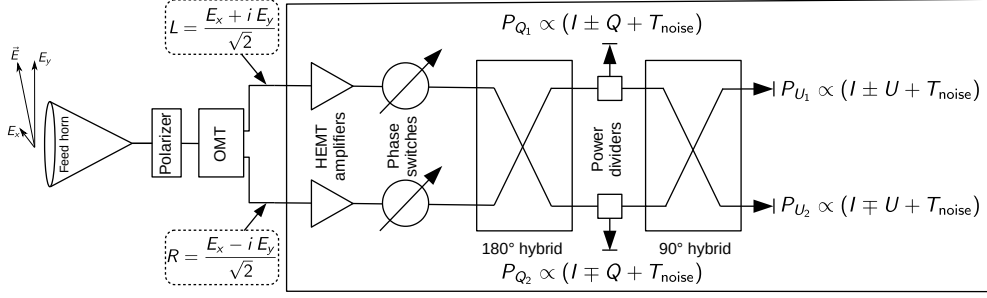 L = (E_x + i E_y) / √2
P_{Q_1} ∝ (I ± Q + T_noise)
E⃗
E_y
E_x
Feed horn
Polarizer
OMT
HEMT
amplifiers
Phase
switches
Power
dividers
P_{U_1} ∝ (I ± U + T_noise)
P_{U_2} ∝ (I ∓ U + T_noise)
180° hybrid
90° hybrid
R = (E_x − i E_y) / √2
P_{Q_2} ∝ (I ∓ Q + T_noise)